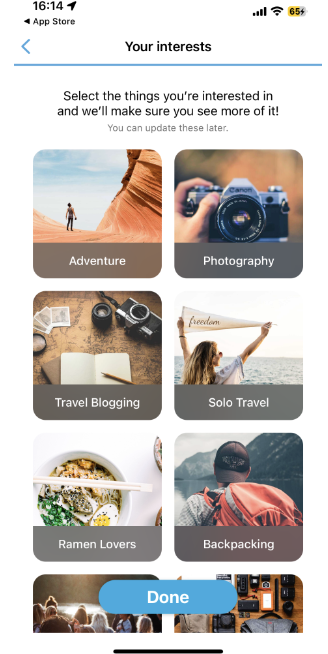 16:14
App Store
65
Your interests
Select the things you're interested in
and we'll make sure you see more of it!
You can update these later.
Canon
Adventure
Photography
freedom
Travel Blogging
Solo Travel
Ramen Lovers
Backpacking
Done